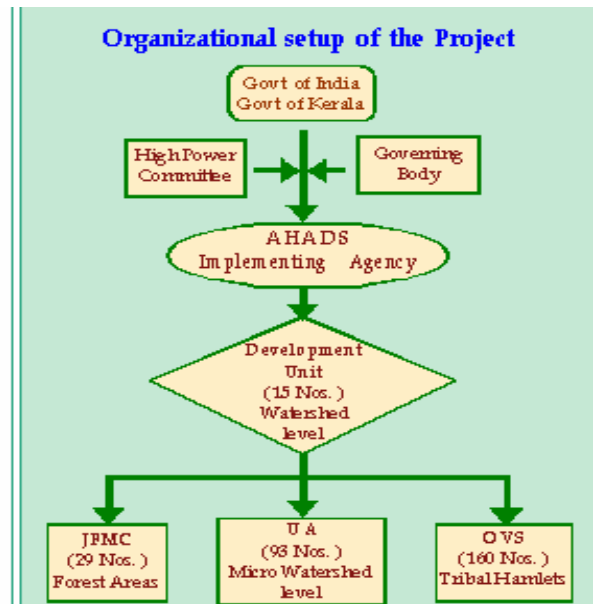 Organizational setup of the Project
Govt of India
Govt of Kerala
High Power
Committee
Governing
Body
AHADS
Implementing Agency
Development
Unit
(15 Nos. )
Watershed
level
JFMC
(29 Nos. )
Forest Areas
U A
(93 Nos. )
Micro Watershed
level
O VS
(160 Nos. )
Tribal Hamlets